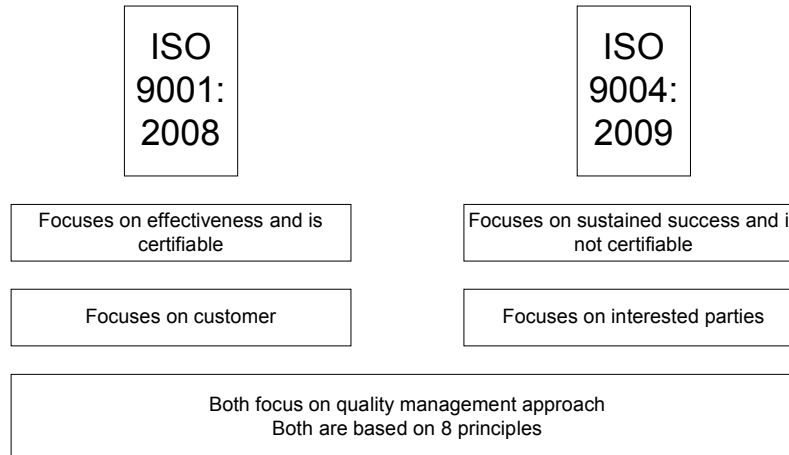 ISO
9001:
2008
ISO
9004:
2009
Focuses on effectiveness and is
certifiable
Focuses on sustained success and i
not certifiable
Focuses on customer
Focuses on interested parties
Both focus on quality management approach
Both are based on 8 principles